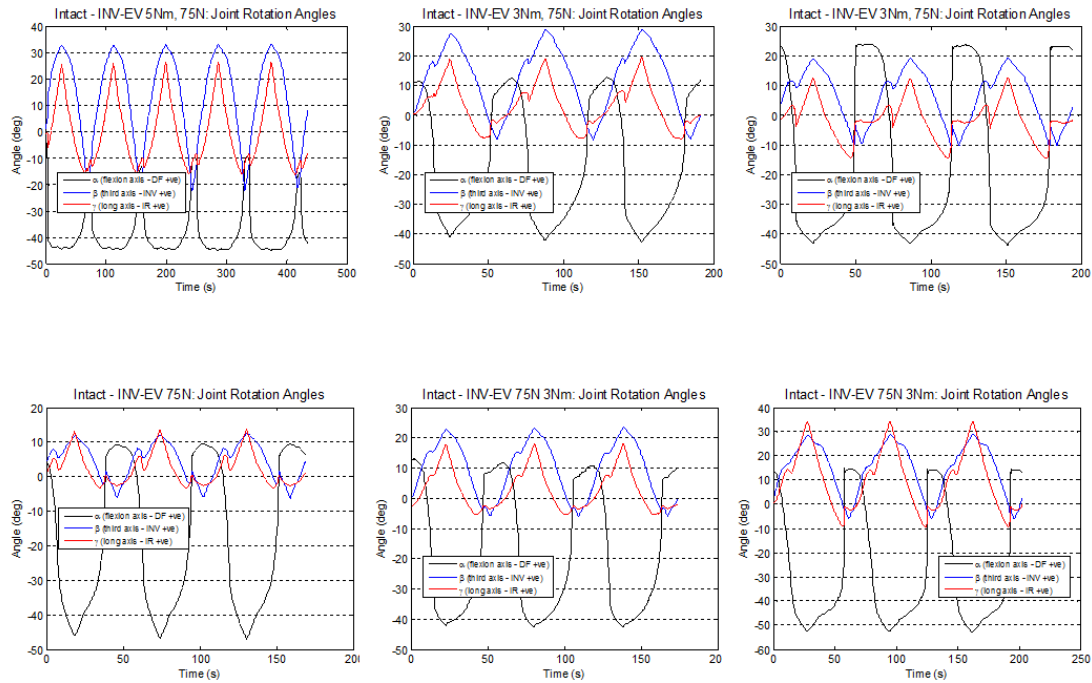 Intact - INV-EV 5Nm, 75N: Joint Rotation Angles
40
30
20
10
0
-10
-20
-30
-40
-50
Angle (deg)
α (flexion axis - DF +ve)
β (third axis - INV +ve)
γ (long axis - IR +ve)
0 100 200 300 400 500
Time (s)
Intact - INV-EV 3Nm, 75N: Joint Rotation Angles
30
20
10
0
-10
-20
-30
-40
-50
Angle (deg)
α (flexion axis - DF +ve)
β (third axis - INV +ve)
γ (long axis - IR +ve)
0 50 100 150 200
Time (s)
Intact - INV-EV 3Nm, 75N: Joint Rotation Angles
30
20
10
0
-10
-20
-30
-40
-50
Angle (deg)
α (flexion axis - DF +ve)
β (third axis - INV +ve)
γ (long axis - IR +ve)
0 50 100 150 200
Time (s)
Intact - INV-EV 75N: Joint Rotation Angles
20
10
0
-10
-20
-30
-40
-50
Angle (deg)
α (flexion axis - DF +ve)
β (third axis - INV +ve)
γ (long axis - IR +ve)
0 50 100 150 20
Time (s)
Intact - INV-EV 75N 3Nm: Joint Rotation Angles
30
20
10
0
-10
-20
-30
-40
-50
Angle (deg)
α (flexion axis - DF +ve)
β (third axis - INV +ve)
γ (long axis - IR +ve)
0 50 100 150 200
Time (s)
Intact - INV-EV 75N 3Nm: Joint Rotation Angles
40
30
20
10
0
-10
-20
-30
-40
-50
-60
Angle (deg)
α (flexion axis - DF +ve)
β (third axis - INV +ve)
γ (long axis - IR +ve)
0 50 100 150 200 250
Time (s)